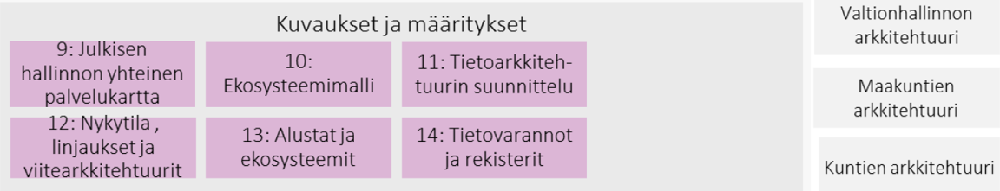 Kuvaukset ja määritykset
9: Julkisen
hallinnon yhteinen
palvelukartta
10:
Ekosysteemimalli
11: Tietoarkkiteh-
tuurin suunnittelu
12: Nykytila ,
linjaukset ja
viitearkkitehtuurit
13: Alustat ja
ekosysteemit
14: Tietovarannot
ja rekisterit
Valtionhallinnon
arkkitehtuuri
Maakuntien
arkkitehtuuri
Kuntien arkkitehtuuri